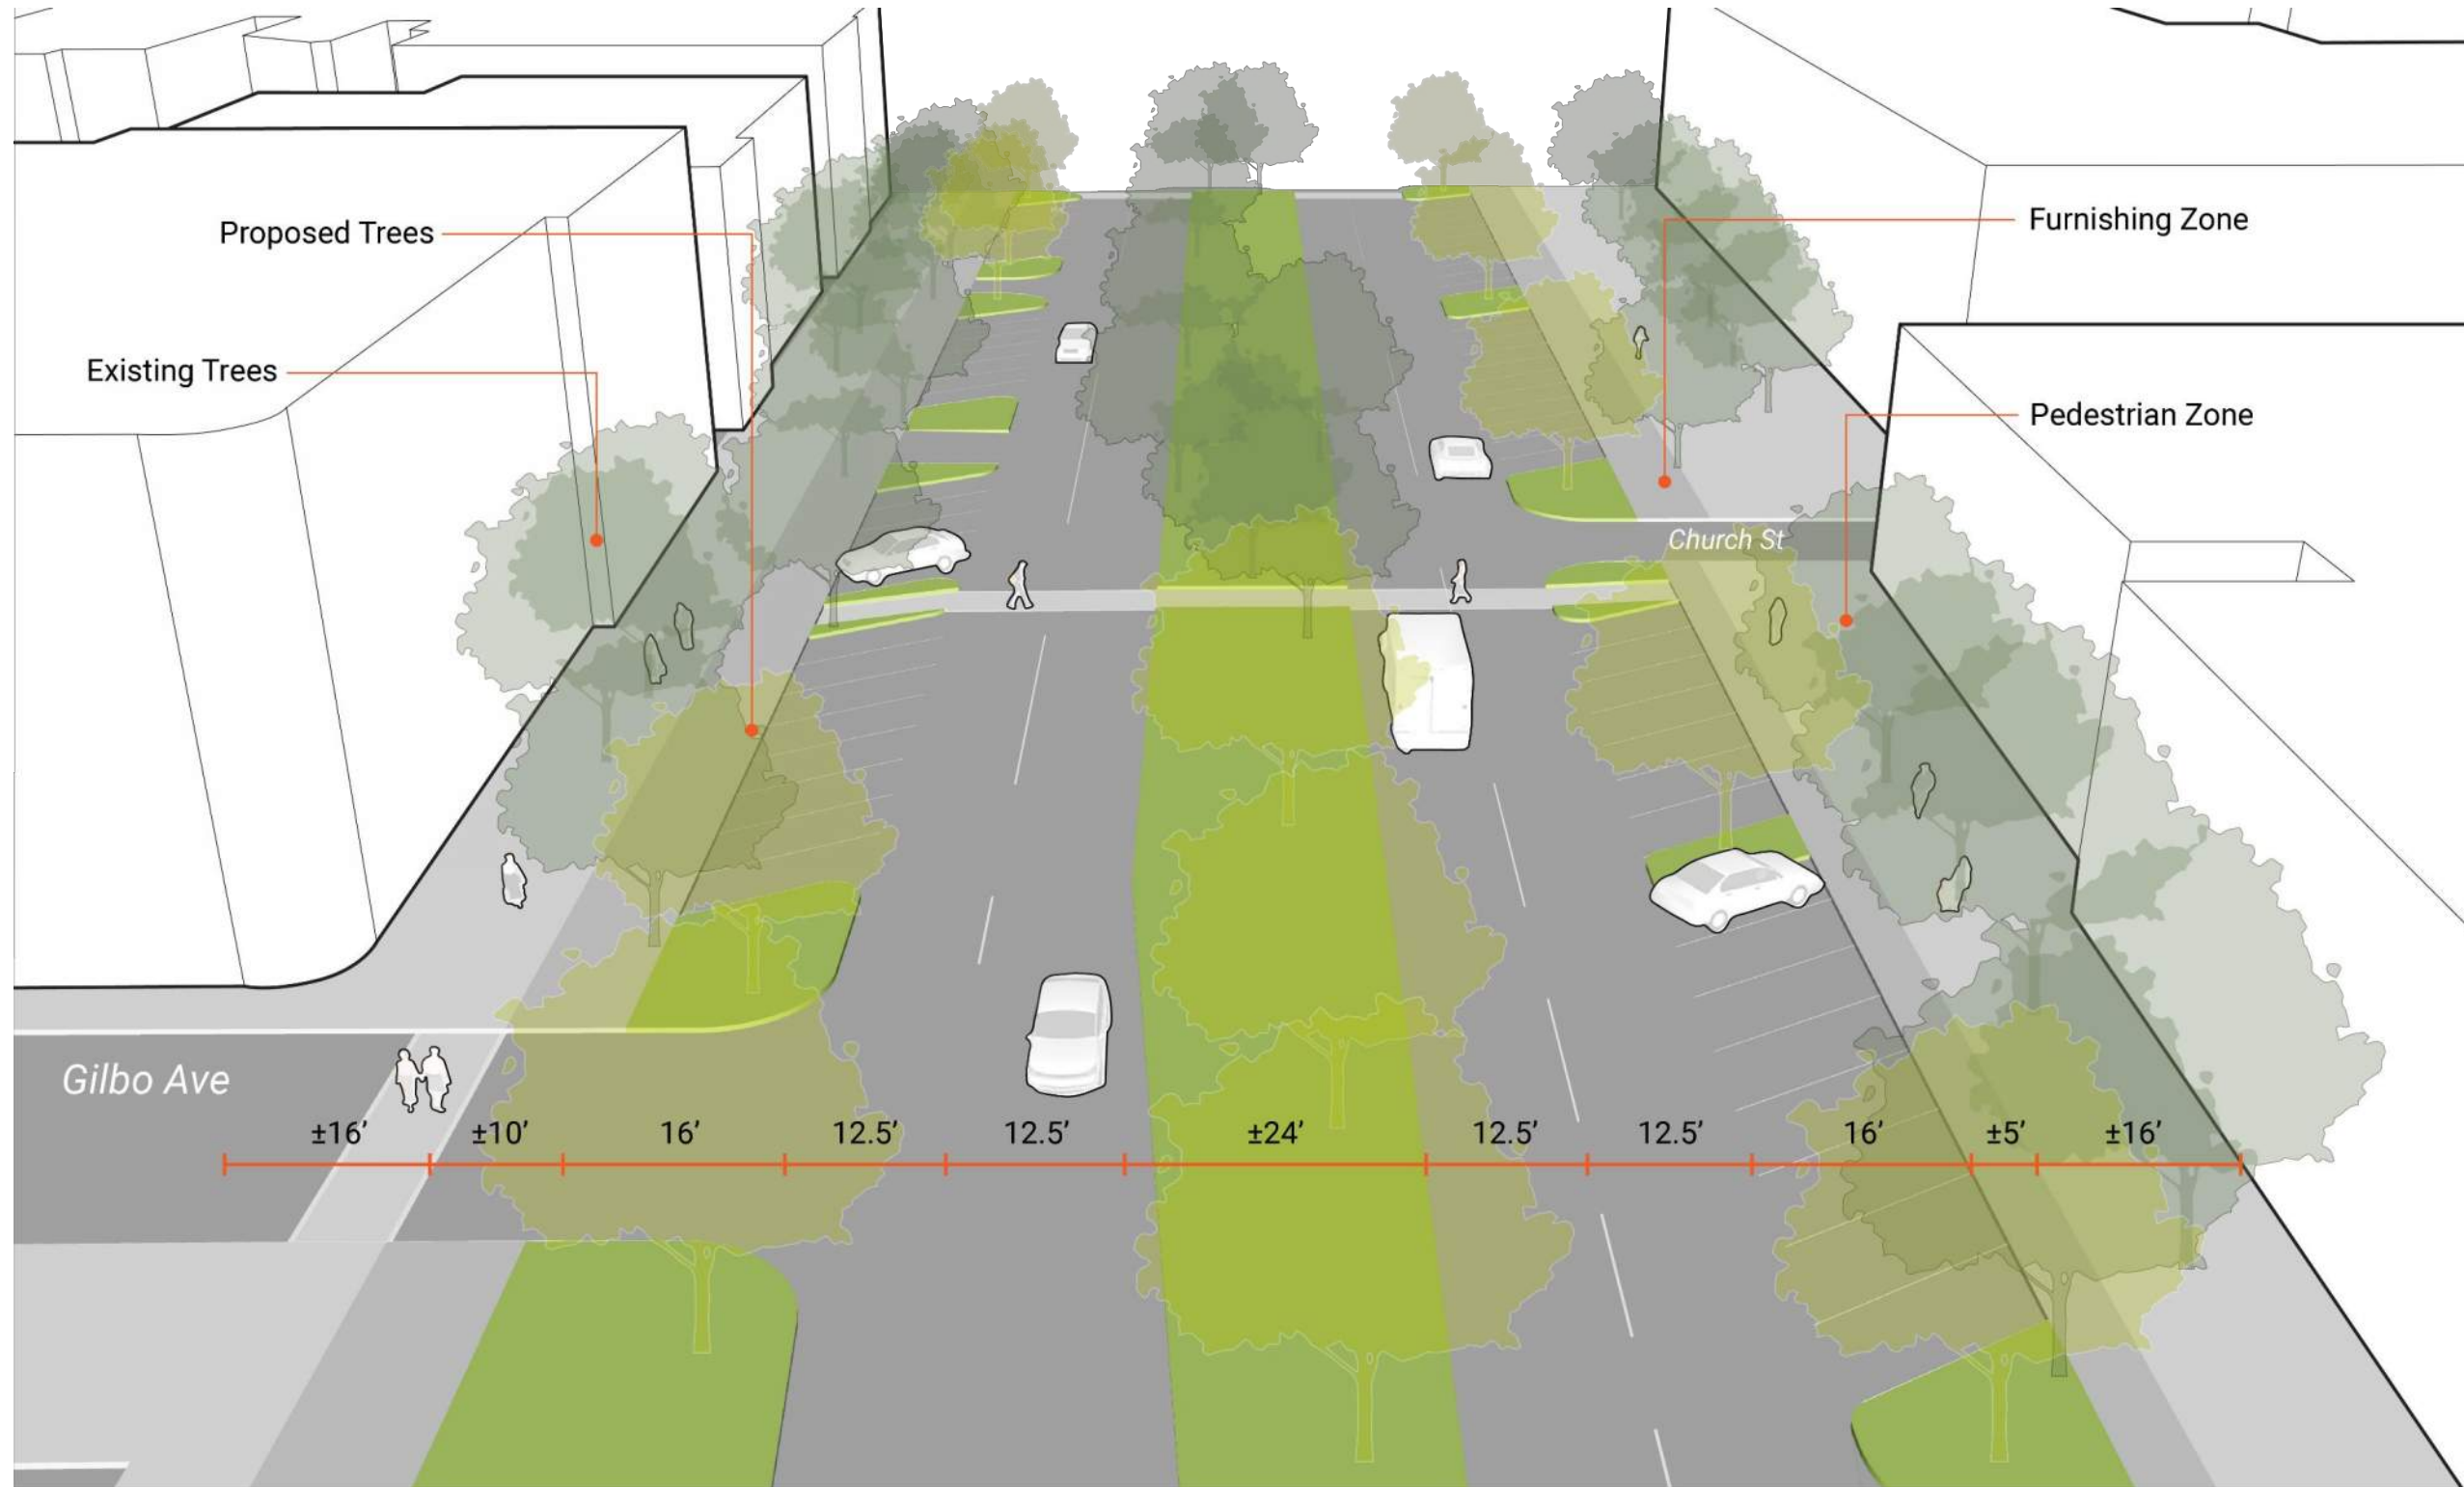 Proposed Trees
Furnishing Zone
Existing Trees
Pedestrian Zone
Church St
Gilbo Ave
±16’ ±10’ 16’ 12.5’ 12.5’ ±24’ 12.5’ 12.5’ 16’ ±5’ ±16’